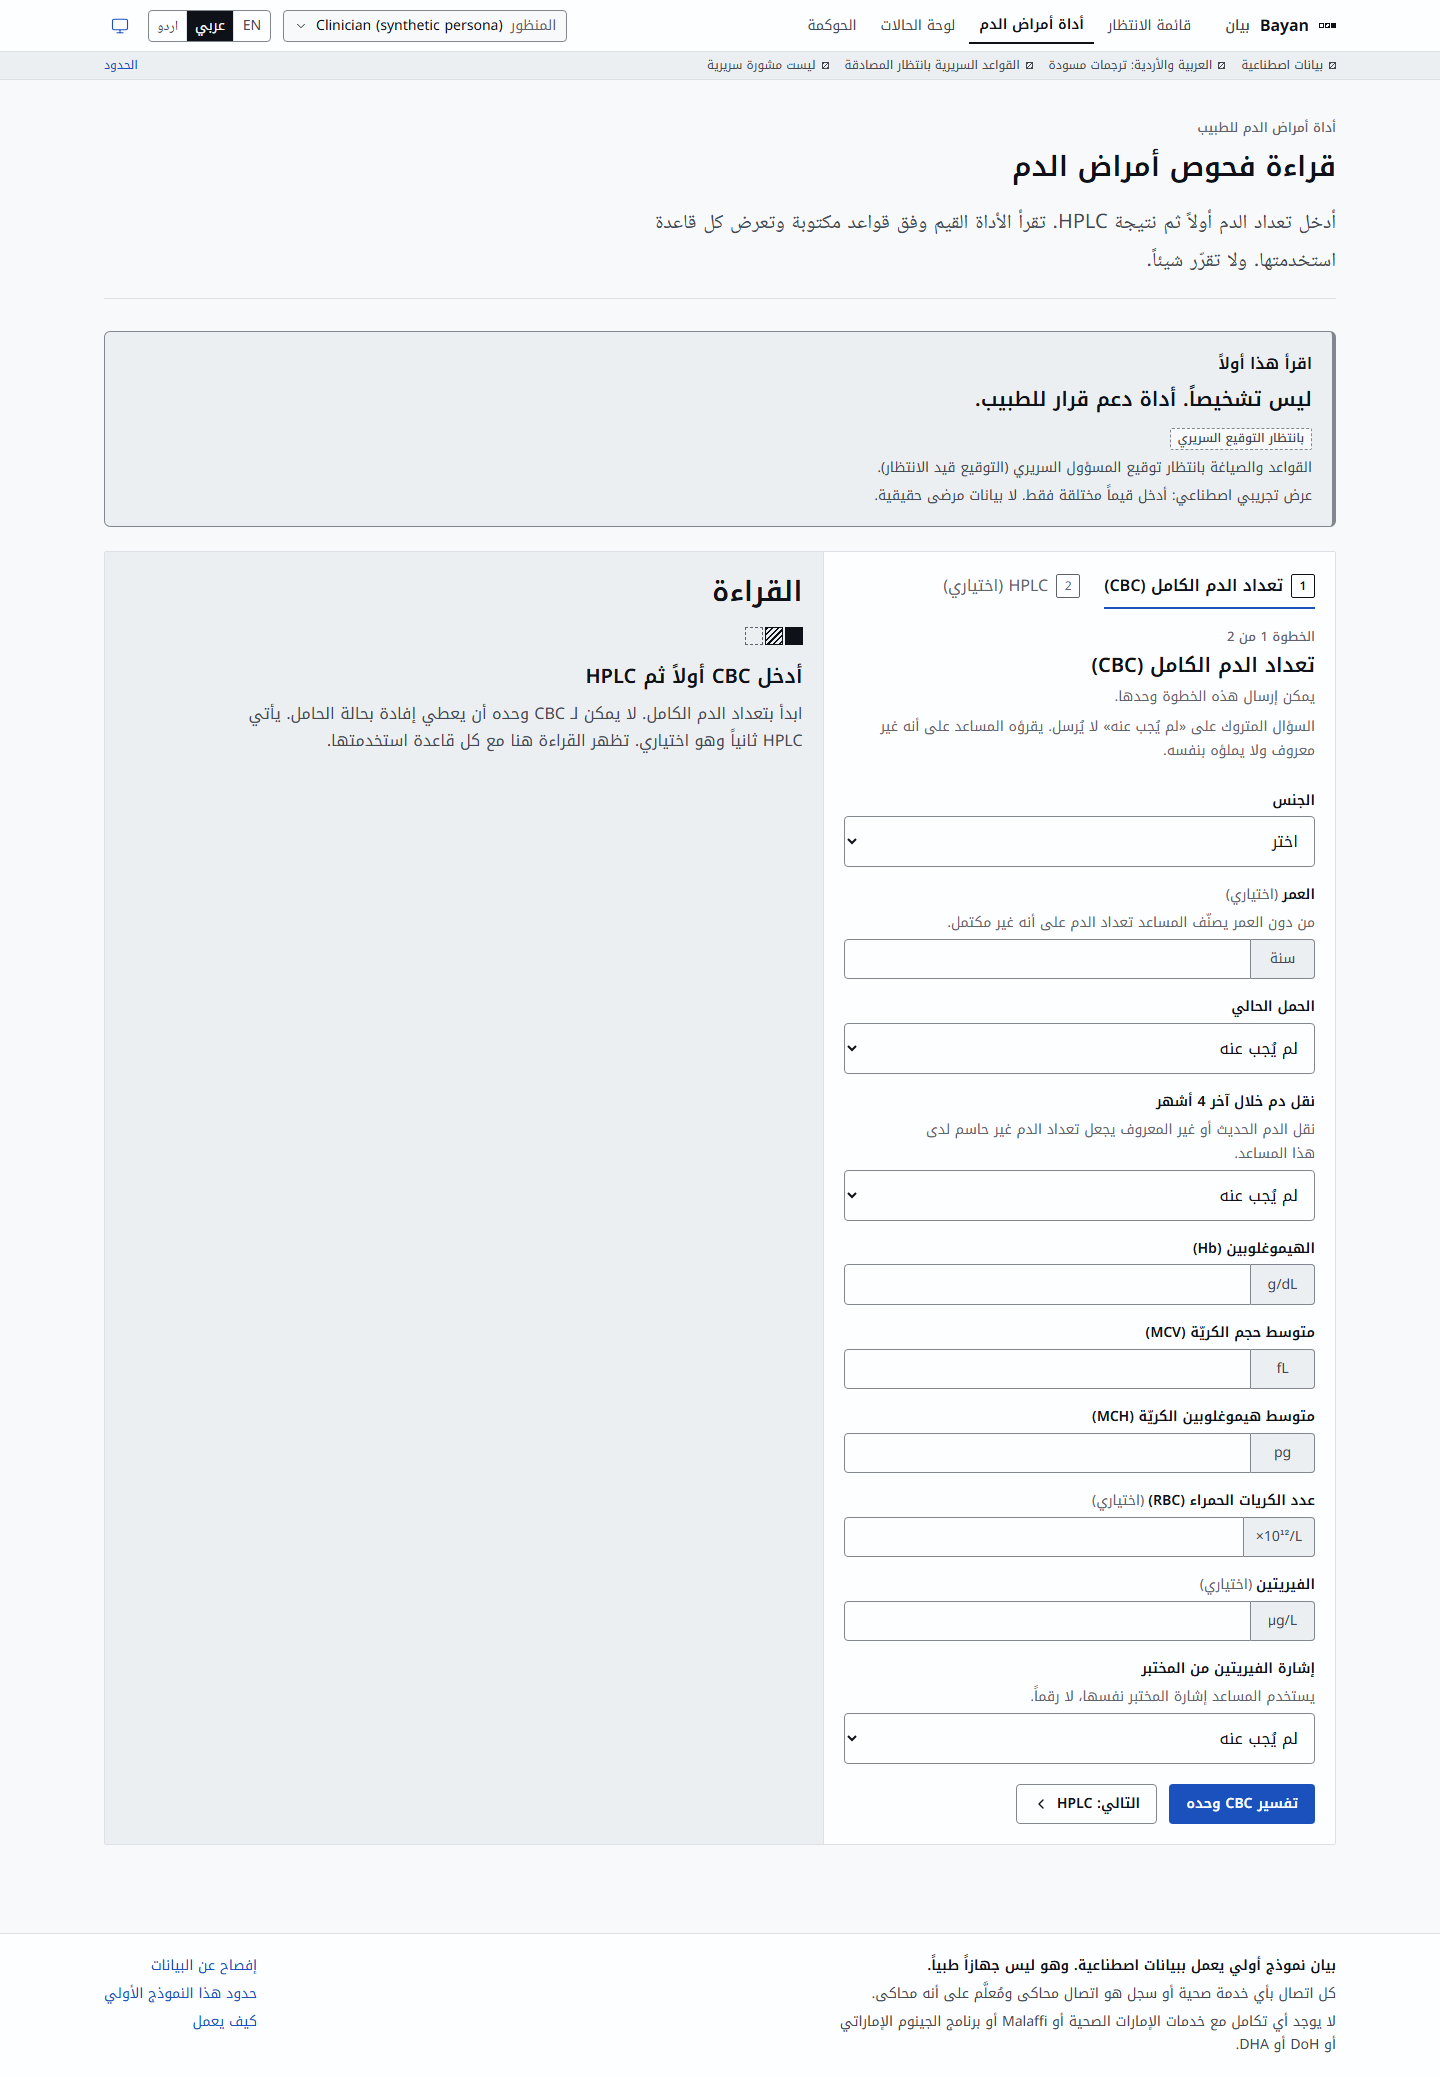 Bayan بيان
قائمة الانتظار
أداة أمراض الدم
لوحة الحالات
الحوكمة
المنظور Clinician (synthetic persona)
EN
عربي
اردو
بيانات اصطناعية
العربية والأردية: ترجمات مسودة
القواعد السريرية بانتظار المصادقة
ليست مشورة سريرية
الحدود
أداة أمراض الدم للطبيب
قراءة فحوص أمراض الدم
أدخل تعداد الدم أولاً ثم نتيجة HPLC. تقرأ الأداة القيم وفق قواعد مكتوبة وتعرض كل قاعدة
استخدمتها. ولا تقرّر شيئاً.
اقرأ هذا أولاً
ليس تشخيصاً. أداة دعم قرار للطبيب.
بانتظار التوقيع السريري
القواعد والصياغة بانتظار توقيع المسؤول السريري (التوقيع قيد الانتظار).
عرض تجريبي اصطناعي: أدخل قيماً مختلقة فقط. لا بيانات مرضى حقيقية.
1 تعداد الدم الكامل (CBC)
2 HPLC (اختياري)
الخطوة 1 من 2
تعداد الدم الكامل (CBC)
يمكن إرسال هذه الخطوة وحدها.
السؤال المتروك على «لم يُجب عنه» لا يُرسل. يقرؤه المساعد على أنه غير
معروف ولا يملؤه بنفسه.
الجنس
اختر
العمر (اختياري)
من دون العمر يصنّف المساعد تعداد الدم على أنه غير مكتمل.
سنة
الحمل الحالي
لم يُجب عنه
نقل دم خلال آخر 4 أشهر
نقل الدم الحديث أو غير المعروف يجعل تعداد الدم غير حاسم لدى
هذا المساعد.
لم يُجب عنه
الهيموغلوبين (Hb)
g/dL
متوسط حجم الكريّة (MCV)
fL
متوسط هيموغلوبين الكريّة (MCH)
pg
عدد الكريات الحمراء (RBC) (اختياري)
×10¹²/L
الفيريتين (اختياري)
µg/L
إشارة الفيريتين من المختبر
يستخدم المساعد إشارة المختبر نفسها، لا رقماً.
لم يُجب عنه
تفسير CBC وحده
التالي: HPLC
القراءة
أدخل CBC أولاً ثم HPLC
ابدأ بتعداد الدم الكامل. لا يمكن لـ CBC وحده أن يعطي إفادة بحالة الحامل. يأتي
HPLC ثانياً وهو اختياري. تظهر القراءة هنا مع كل قاعدة استخدمتها.
بيان نموذج أولي يعمل ببيانات اصطناعية. وهو ليس جهازاً طبياً.
كل اتصال بأي خدمة صحية أو سجل هو اتصال محاكى ومُعلَّم على أنه محاكى.
لا يوجد أي تكامل مع خدمات الإمارات الصحية أو Malaffi أو برنامج الجينوم الإماراتي
أو DoH أو DHA.
إفصاح عن البيانات
حدود هذا النموذج الأولي
كيف يعمل